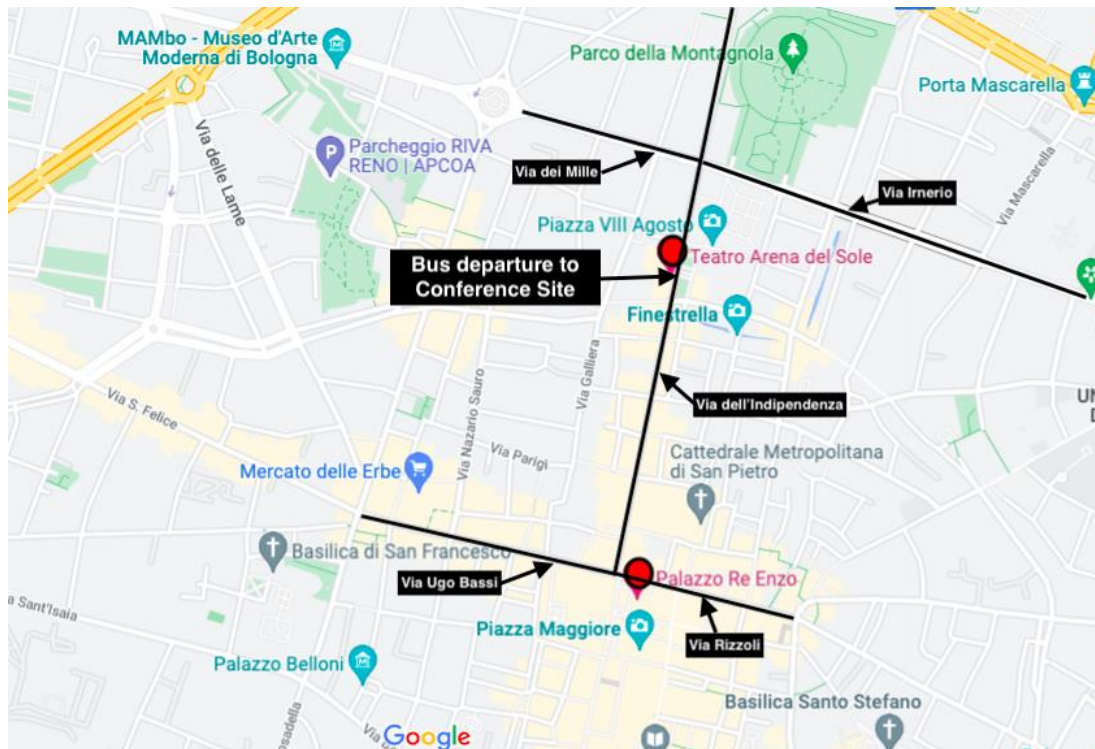 MAMbo - Museo d'Arte
Moderna di Bologna
Parco della Montagnola
Porta Mascarella
Via delle Lame
Parcheggio RIVA
RENO | APCOA
Via dei Mille
Via Irnerio
Via Mascarella
Piazza VIII Agosto
Teatro Arena del Sole
Bus departure to
Conference Site
Finestrella
Via Galliera
Via dell'Indipendenza
UN
D
Via S. Felice
Via Nazario Sauro
Via Parigi
Cattedrale Metropolitana
di San Pietro
Mercato delle Erbe
Basilica di San Francesco
Via Ugo Bassi
Palazzo Re Enzo
a Sant'Isaia
Piazza Maggiore
Via Rizzoli
Palazzo Belloni
Basilica Santo Stefano
osadella
Google